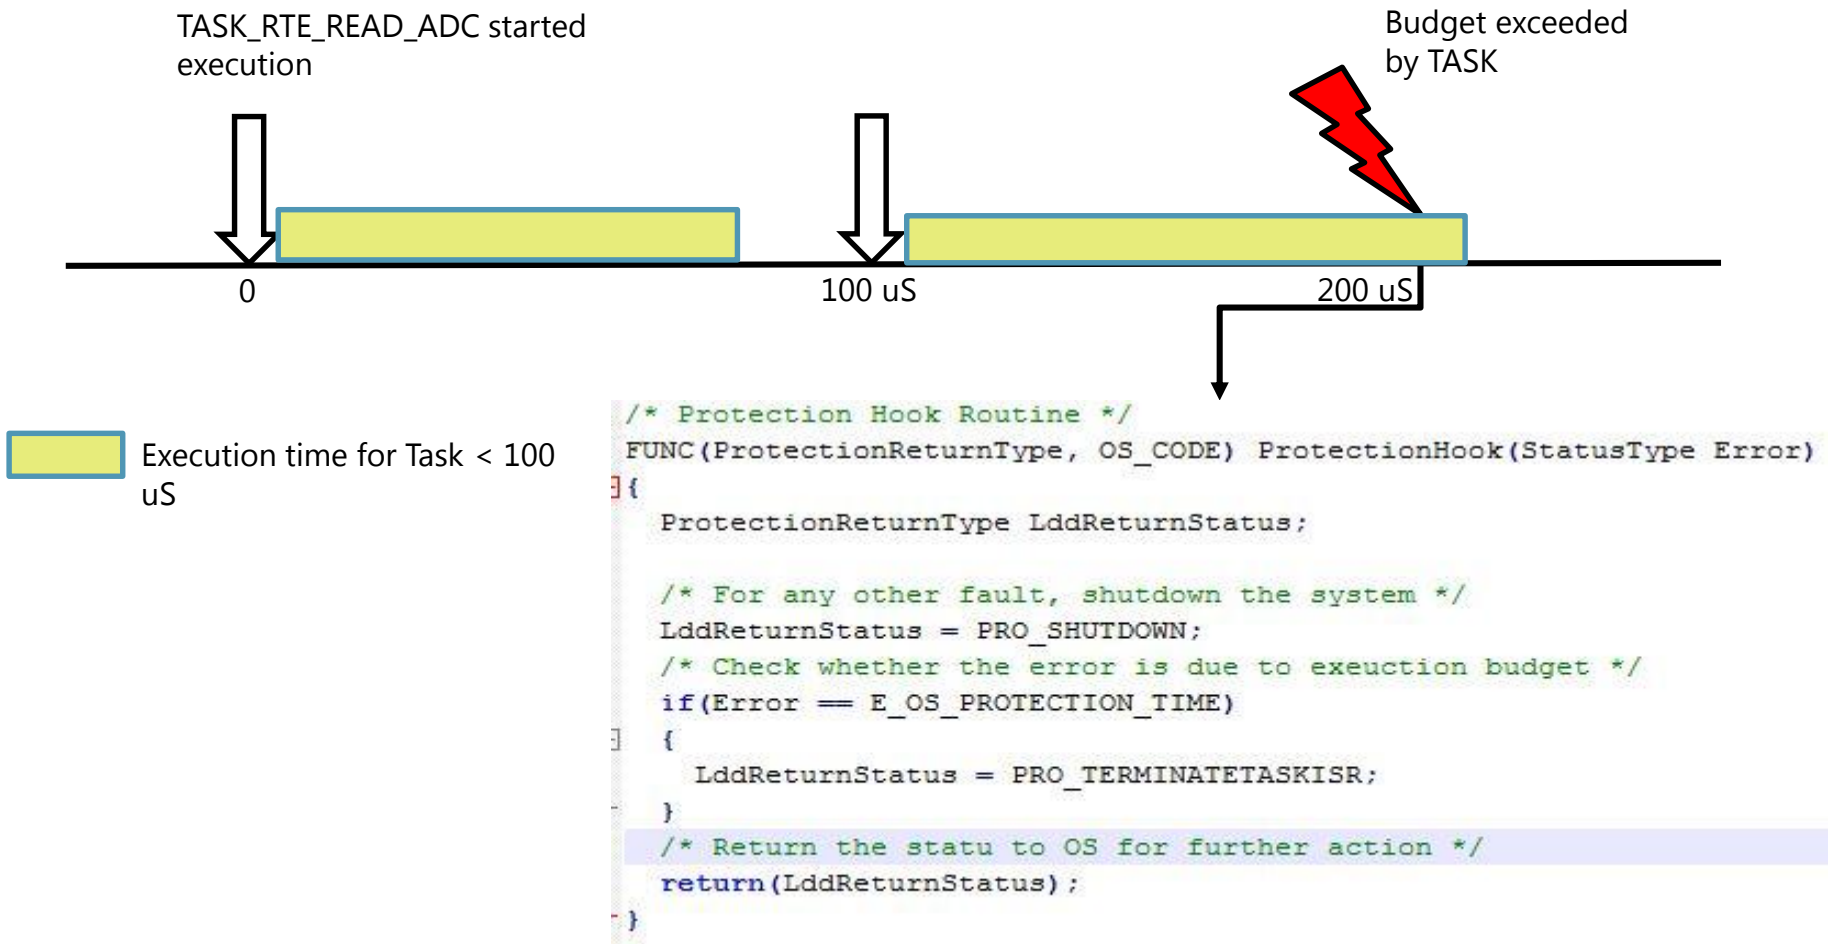 TASK_RTE_READ_ADC started
execution
Budget exceeded
by TASK
0
100 uS
200 uS
Execution time for Task < 100
uS
/* Protection Hook Routine */
FUNC(ProtectionReturnType, OS_CODE) ProtectionHook(StatusType Error)
{
ProtectionReturnType LddReturnStatus;
/* For any other fault, shutdown the system */
LddReturnStatus = PRO_SHUTDOWN;
/* Check whether the error is due to exeuction budget */
if(Error == E_OS_PROTECTION_TIME)
{
LddReturnStatus = PRO_TERMINATETASKISR;
}
/* Return the statu to OS for further action */
return(LddReturnStatus);
}